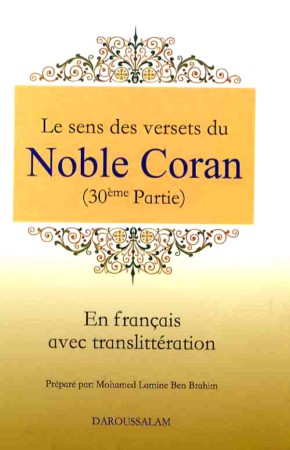 Le sens des versets du
Noble Coran
(30ème Partie)
En français
avec translittération
Préparé par: Mohamed Lamine Ben Brahim
DAROUSSALAM